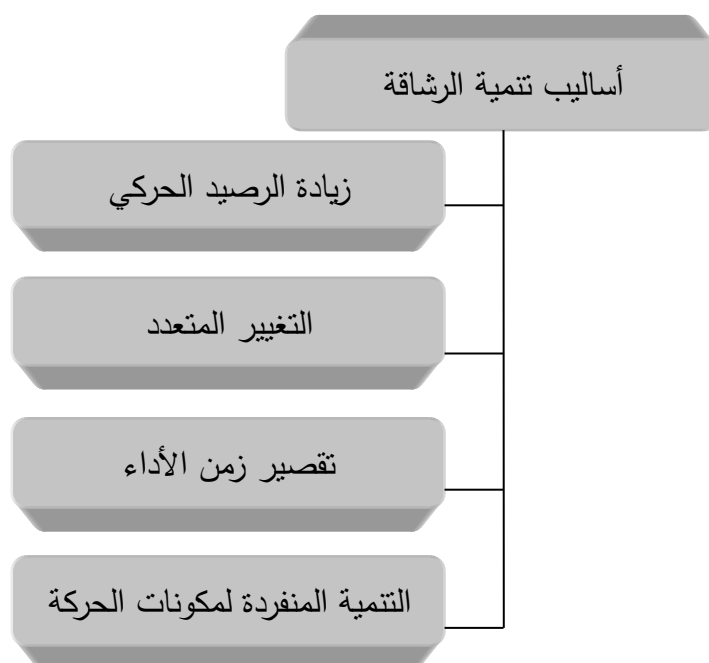 أساليب تنمية الرشاقة
زيادة الرصيد الحركي
التغيير المتعدد
تقصير زمن الأداء
التنمية المنفردة لمكونات الحركة